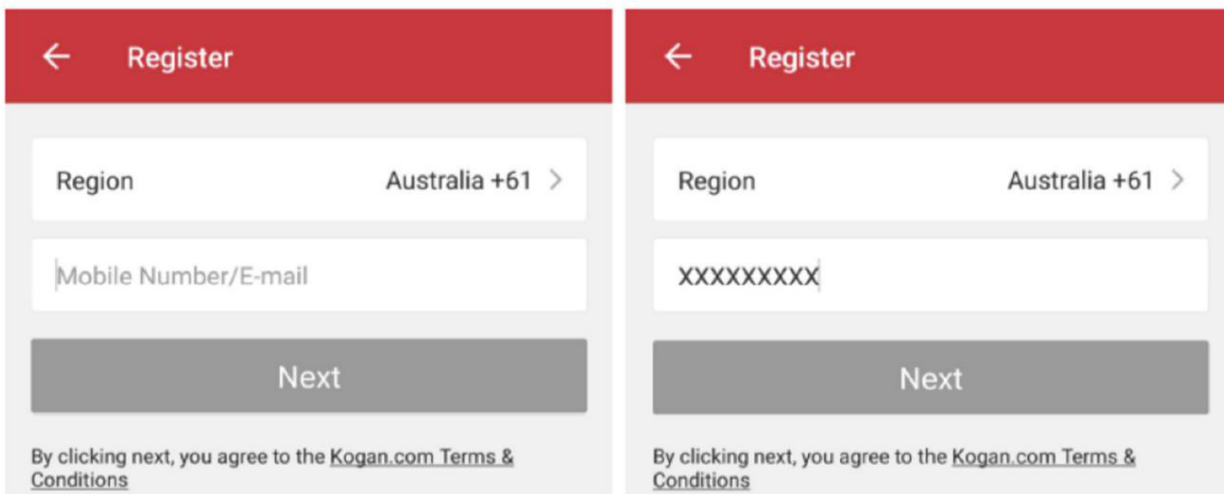 Register
Region Australia +61
Mobile Number/E-mail
Next
By clicking next, you agree to the Kogan.com Terms &
Conditions
Register
Region Australia +61
XXXXXXXXX
Next
By clicking next, you agree to the Kogan.com Terms &
Conditions